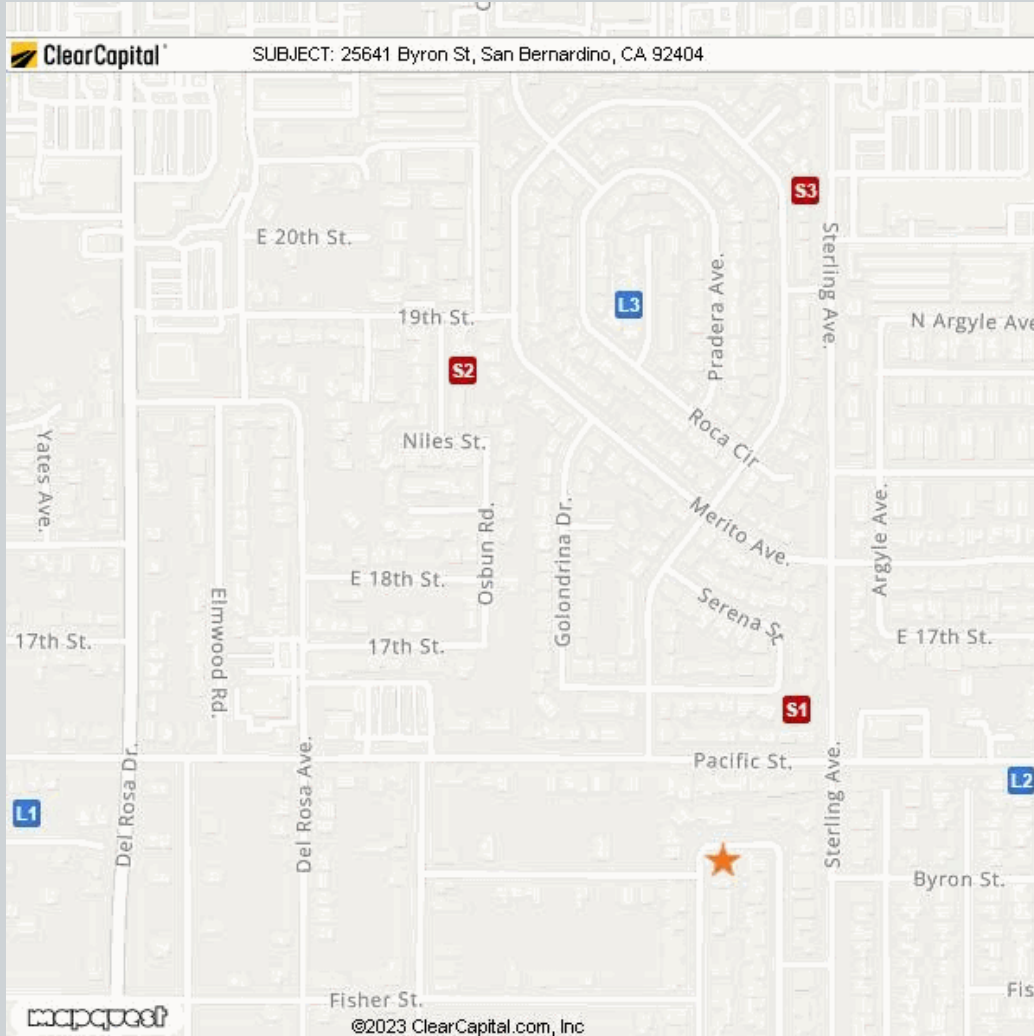 ClearCapital
SUBJECT: 25641 Byron St, San Bernardino, CA 92404
S3
E 20th St.
Sterling Ave.
Pradera Ave.
L3
19th St.
N Argyle Ave
S2
Roca Cir
Niles St.
Yates Ave.
Osbun Rd.
Golondrina Dr.
Merito Ave.
Argyle Ave.
E 18th St.
Elmwood Rd.
Serena St.
17th St.
17th St.
E 17th St.
S1
Pacific St.
Del Rosa Dr.
Del Rosa Ave.
Sterling Ave.
L2
L1
Byron St.
Fisher St.
Fis
mapquest
©2023 ClearCapital.com, Inc